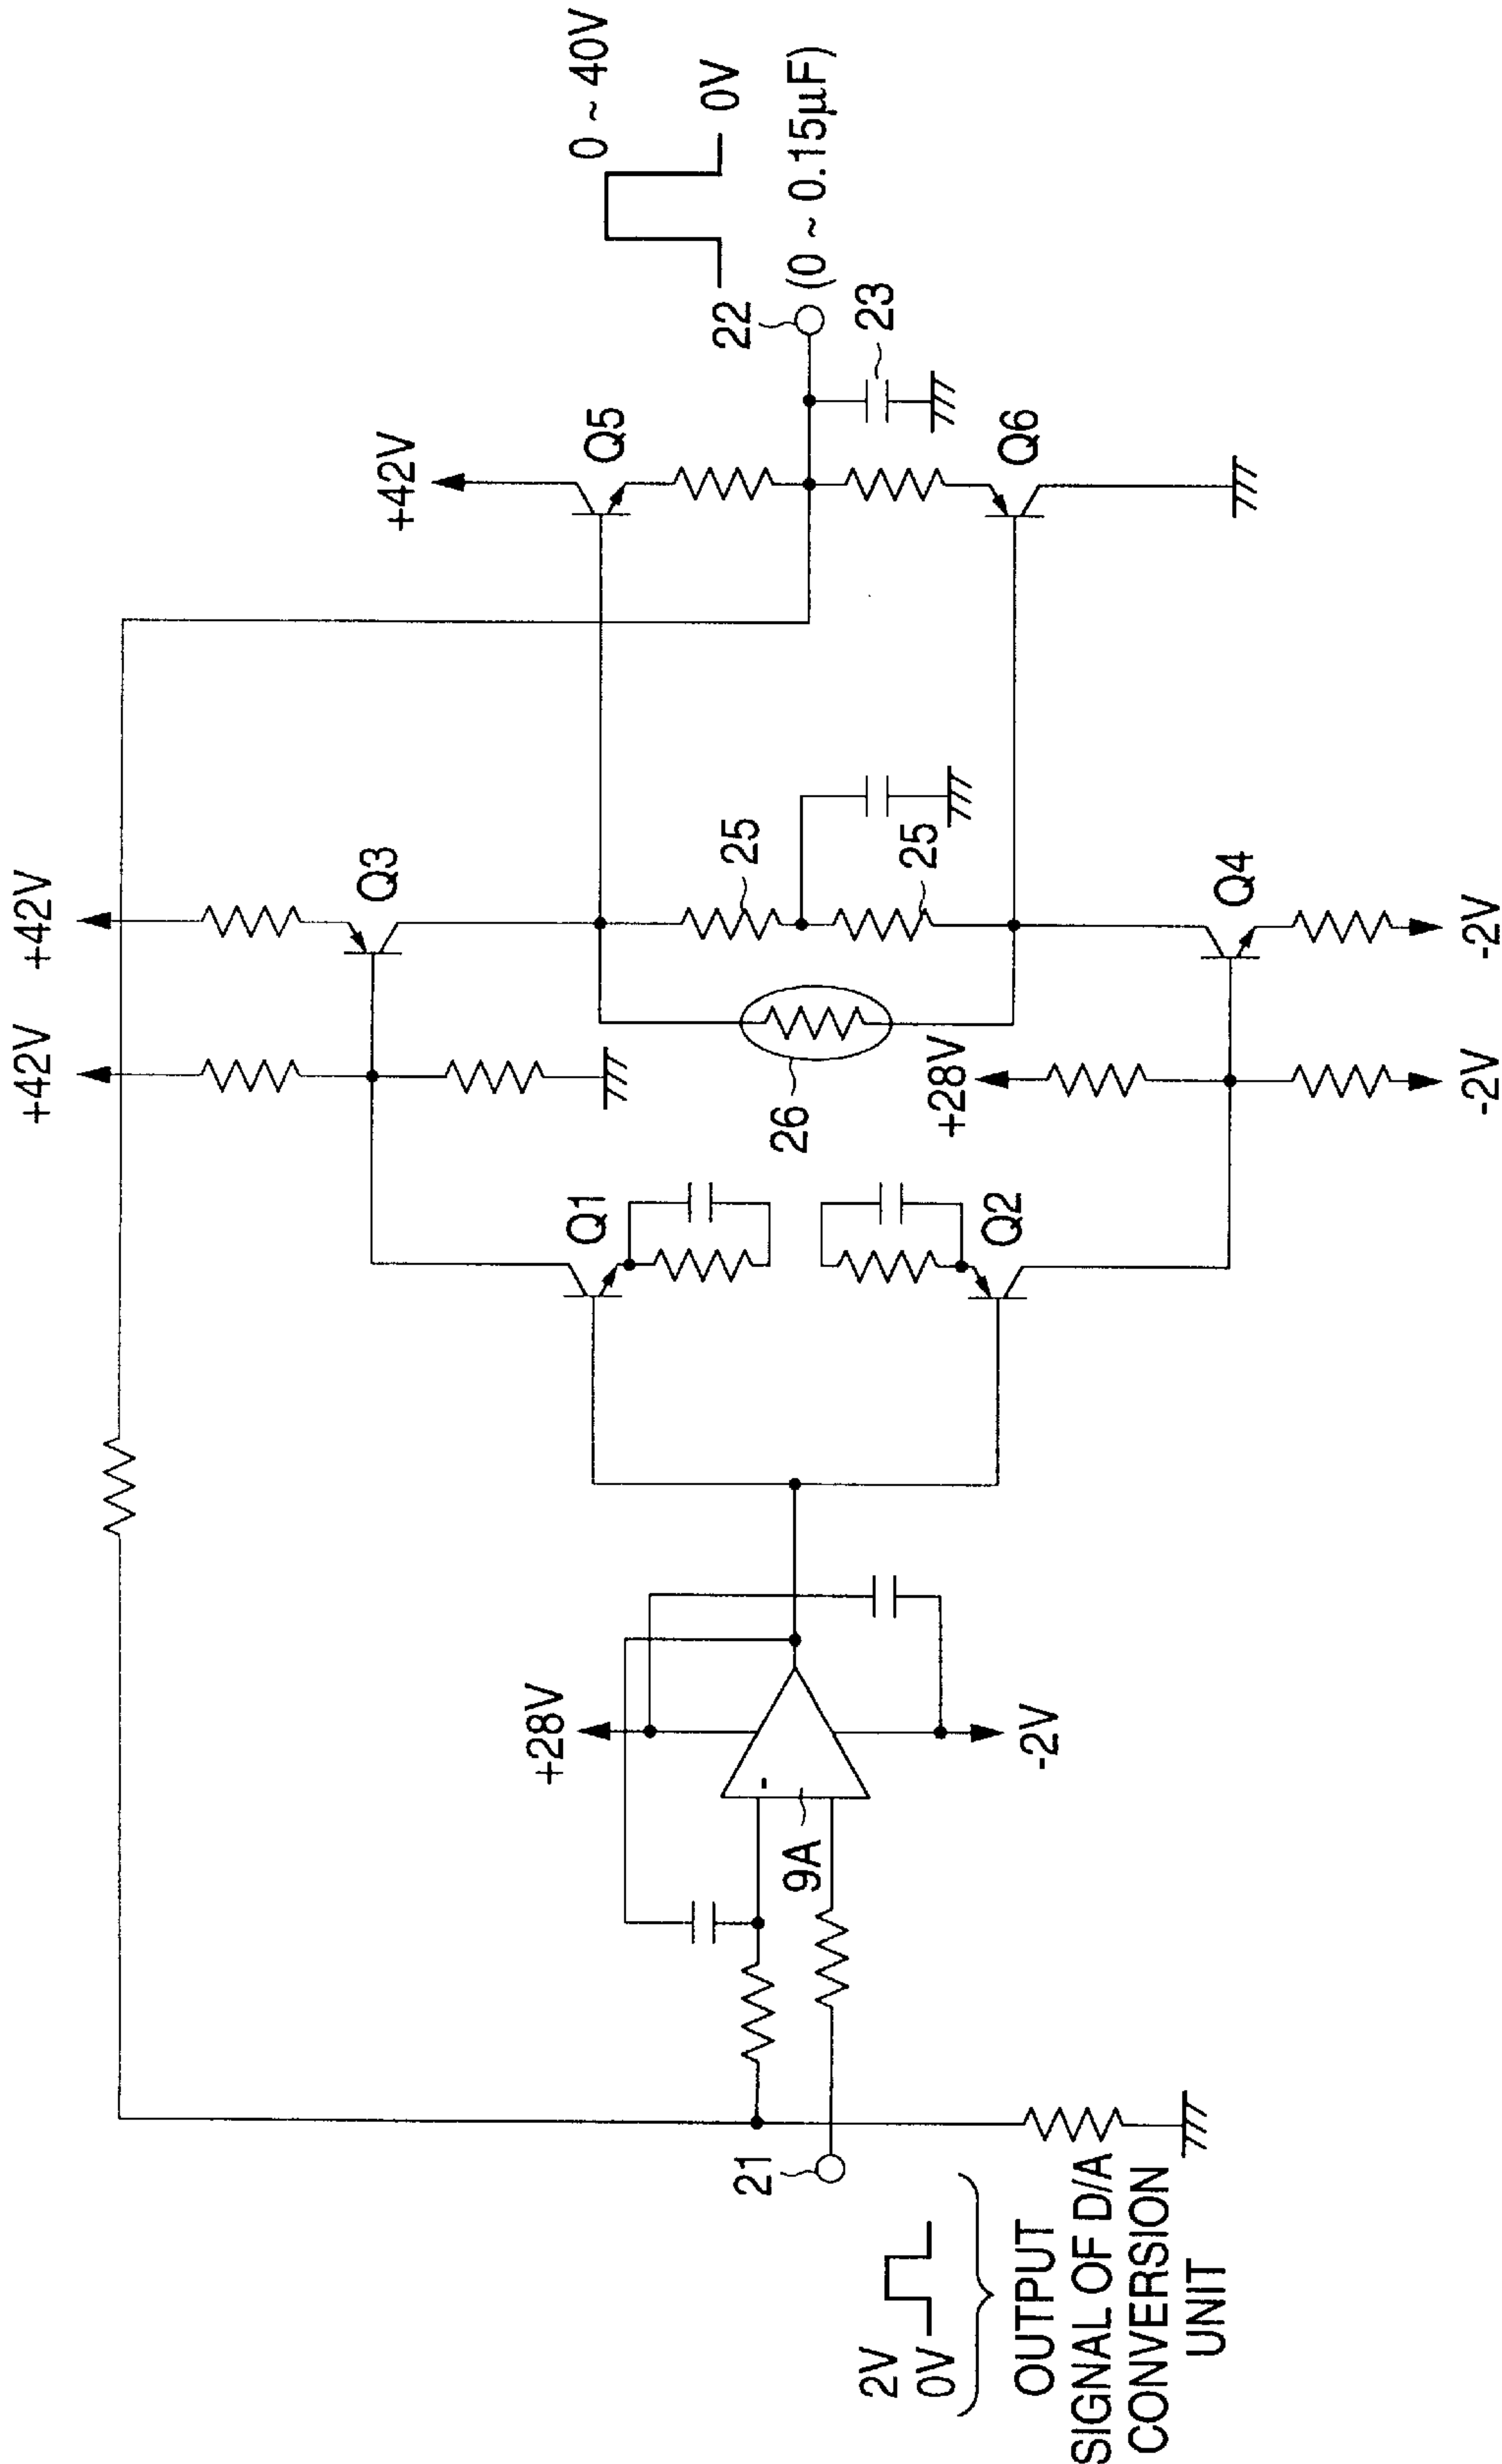 +42V
+42V
0 ~ 40V
0V
+42V
Q3
Q5
22
(0 ~ 0.15μF)
23
Q1
25
26
25
+28V
+28V
Q2
Q6
Q4
-2V
-2V
-2V
9A
21
2V
0V
OUTPUT
SIGNAL OF D/A
CONVERSION
UNIT